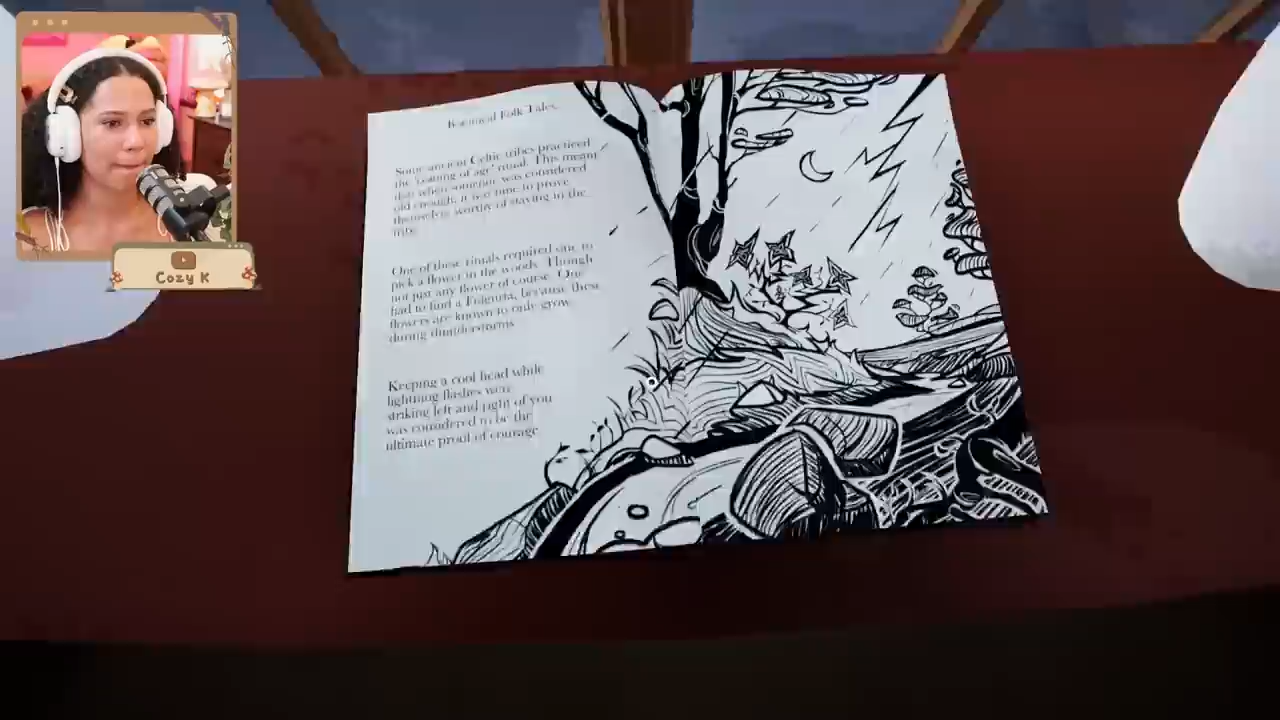 Cozy K
Botanical Folk Tales
Some ancient Celtic tribes practiced
the "coming of age" ritual. This meant
that when someone was considered
old enough, it was time to prove
themselves worthy of staying in the
tribe.
One of these rituals required one to
pick a flower in the woods. Though
not just any flower of course. One
had to find a Fulguria, because these
flowers are known to only grow
during thunderstorms.
Keeping a cool head while
lightning flashes were
striking left and right of you
was considered to be the
ultimate proof of courage.